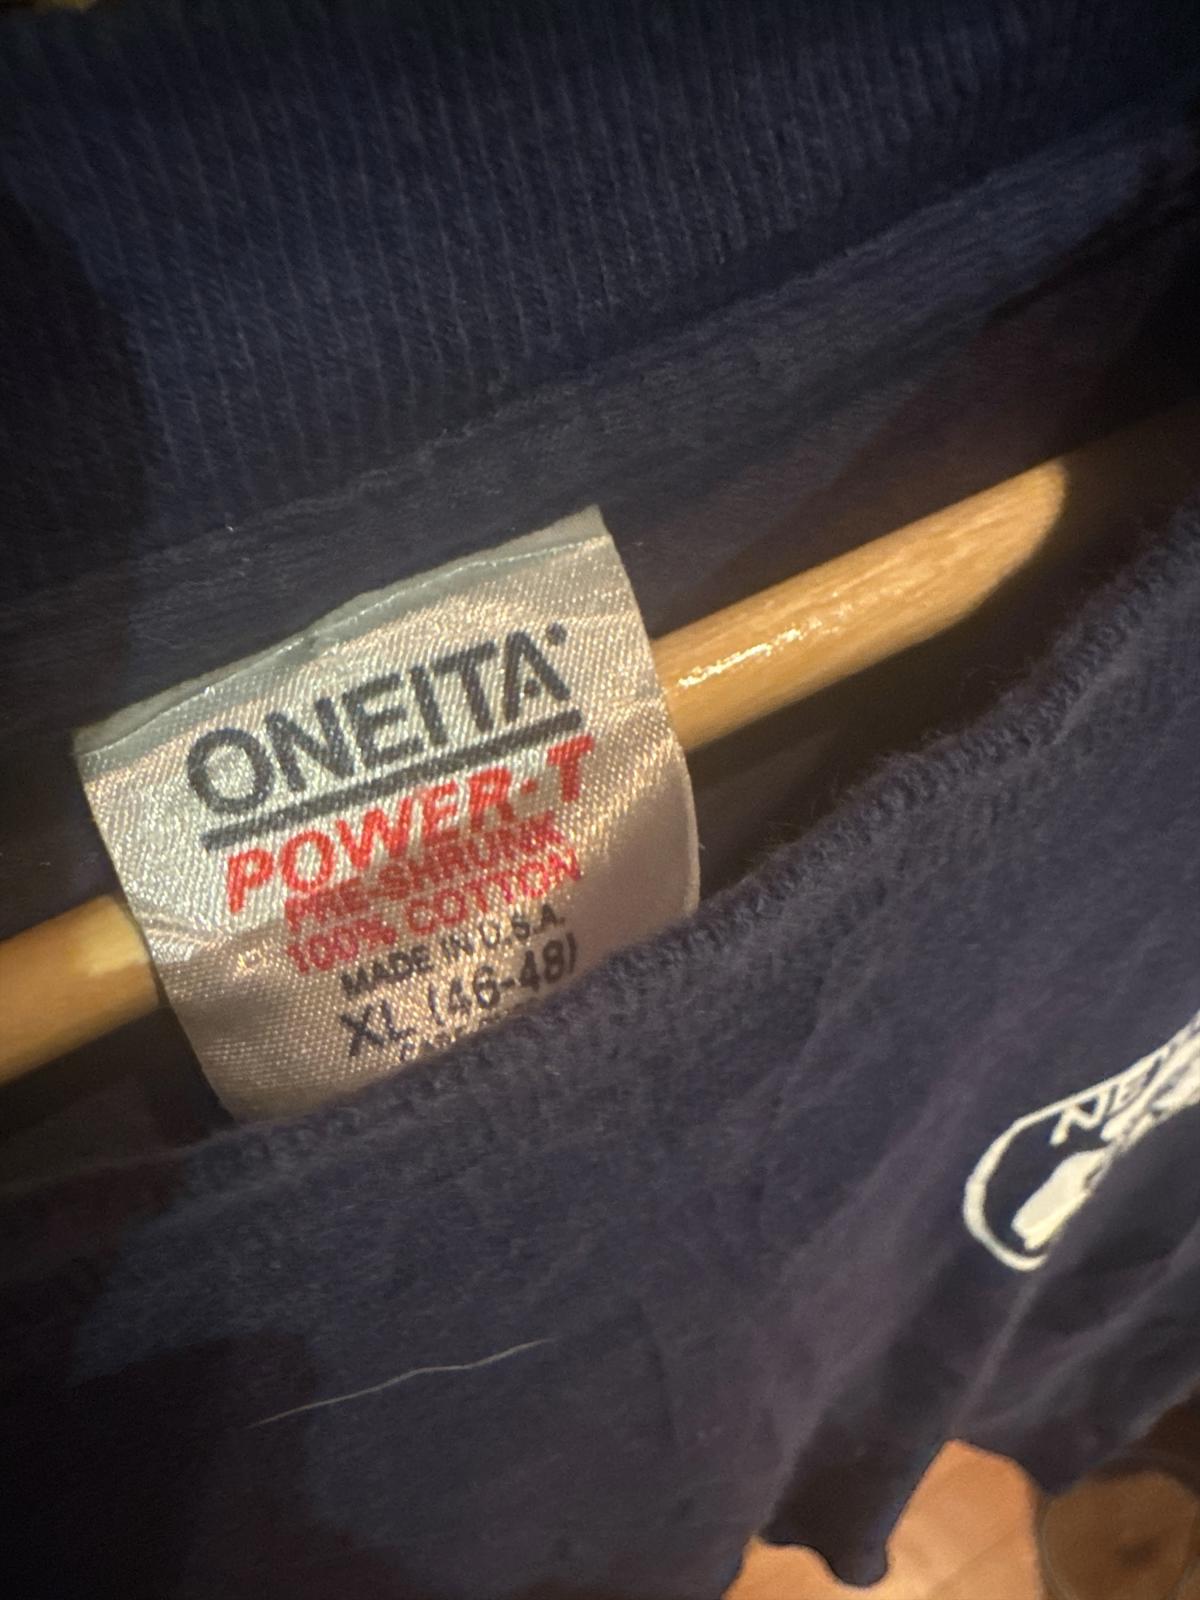 ONEITA®
POWER-T
PRE-SHRUNK
100% COTTON
MADE IN U.S.A.
XL (46-48)